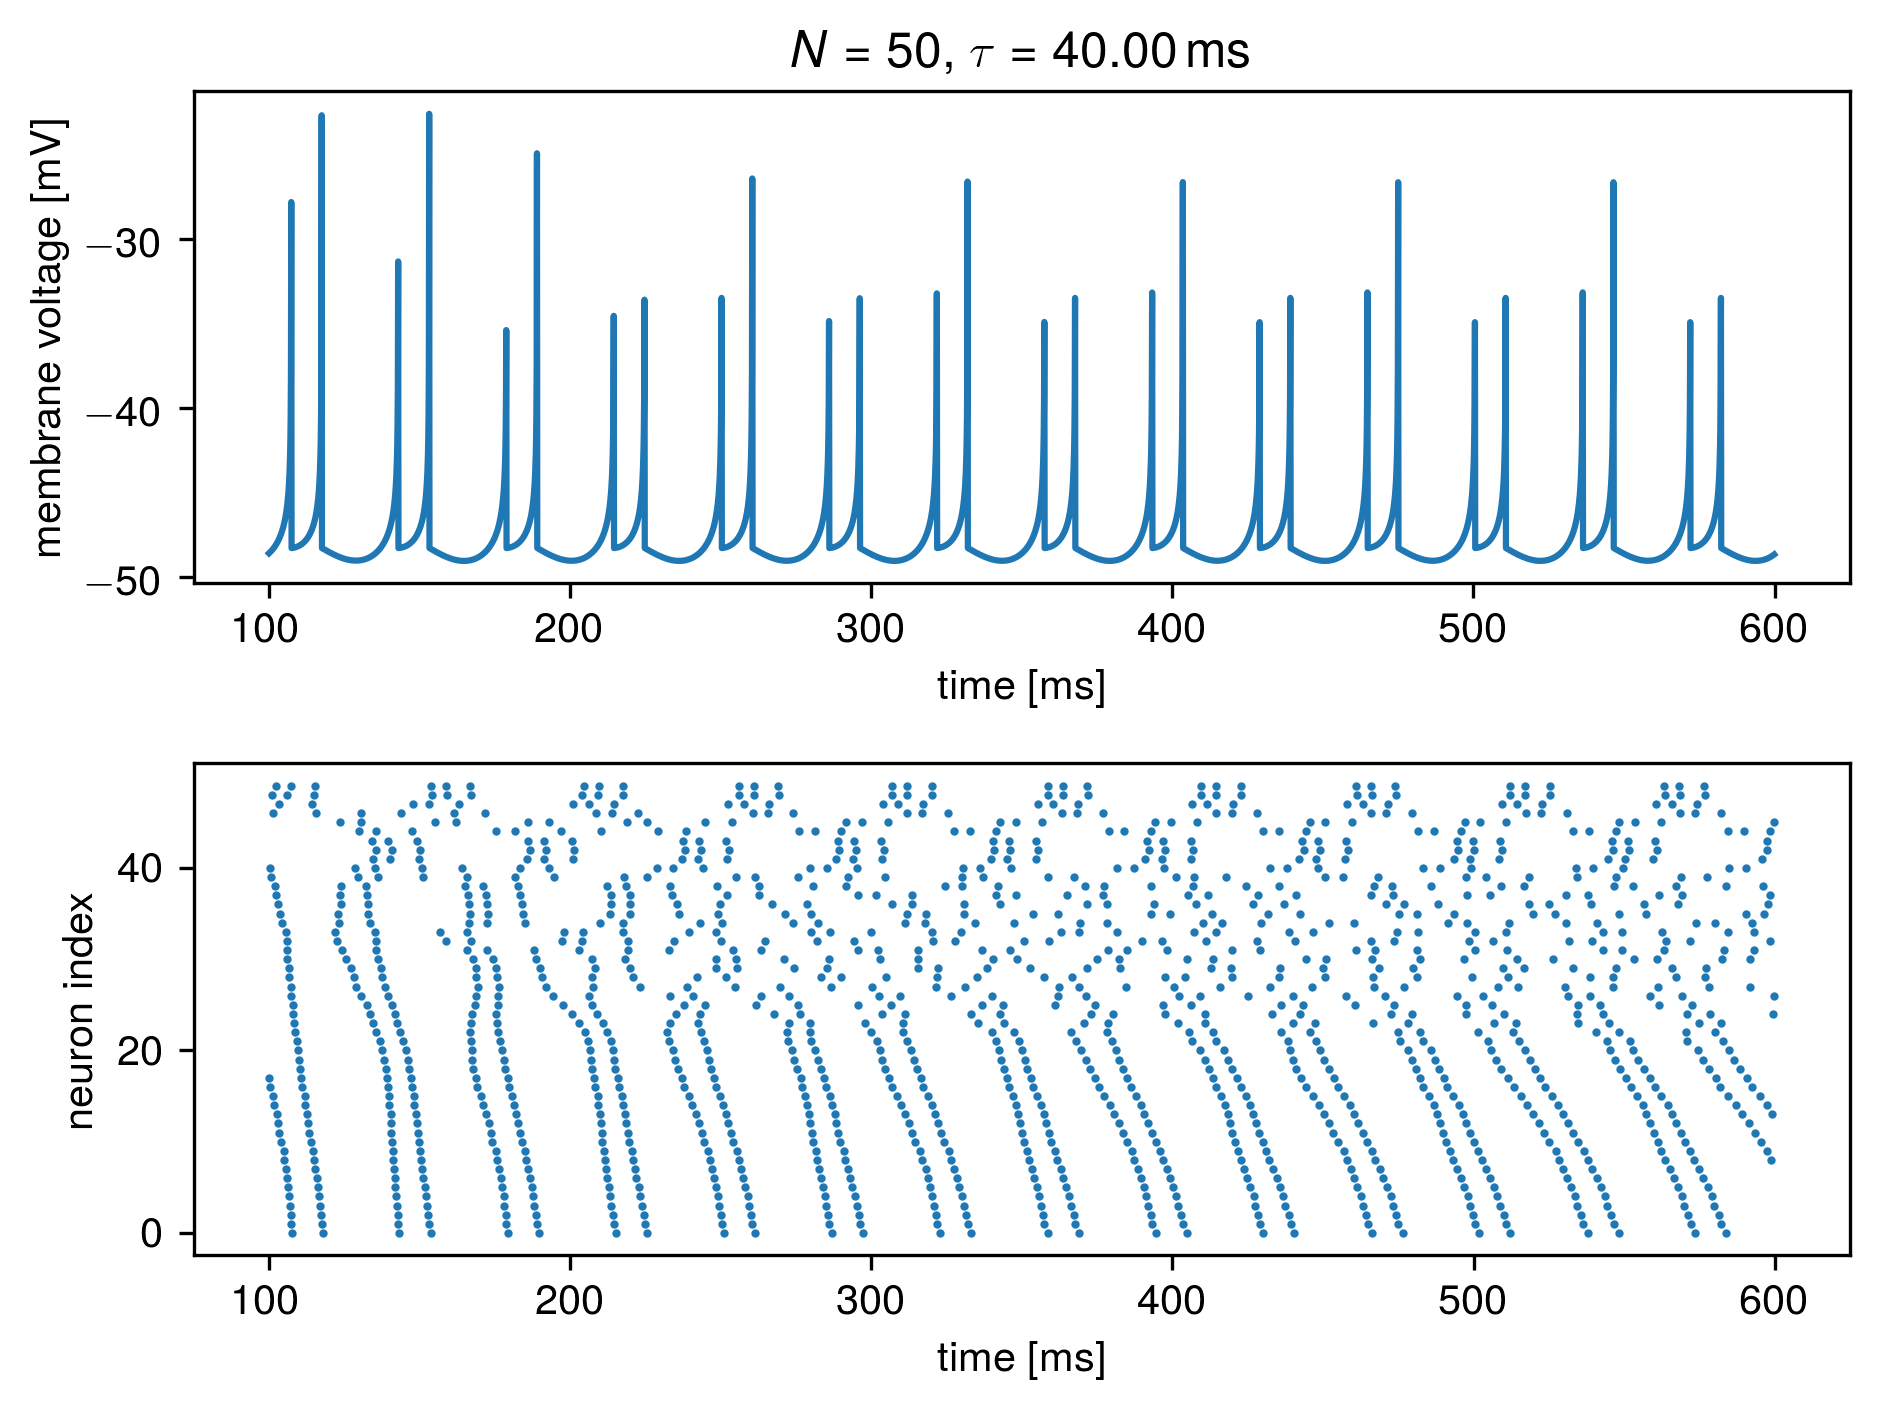 N = 50, τ = 40.00 ms
membrane voltage [mV]
−30
−40
−50
100 200 300 400 500 600
time [ms]
neuron index
40
20
0
100 200 300 400 500 600
time [ms]